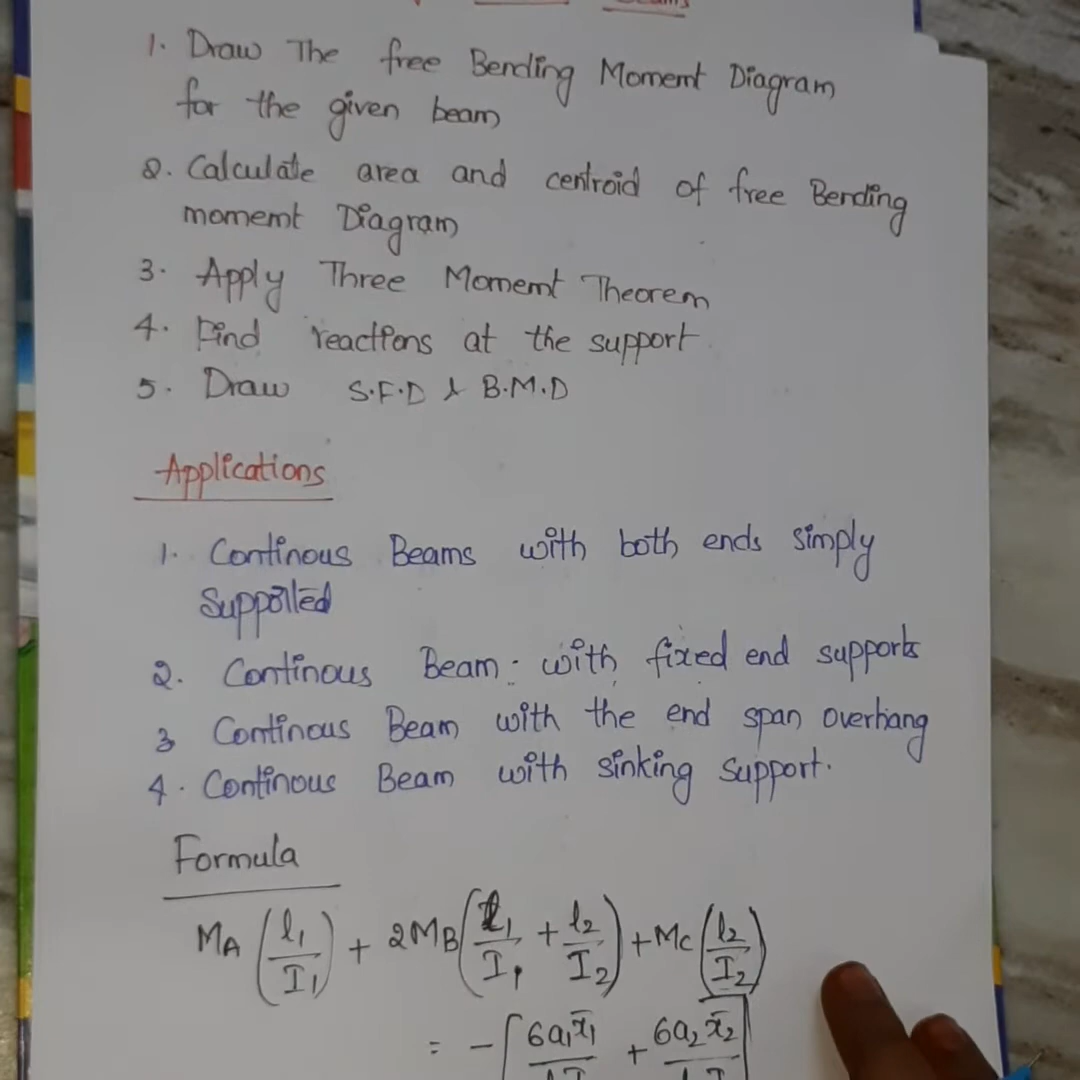 Beams
1. Draw The free Bending Moment Diagram
for the given beam
2. Calculate area and centroid of free Bending
moment Diagram
3. Apply Three Moment Theorem
4. Find reactions at the support
5. Draw S.F.D & B.M.D
Applications
1. Continous Beams with both ends simply
Supported
2. Continous Beam. with fixed end supports
3 Continous Beam with the end span overhang
4. Continous Beam with sinking support.
Formula
MA (l1/I1) + 2MB (l1/I1 + l2/I2) + MC (l2/I2)
= - [6a1x̄1 + 6a2x̄2]